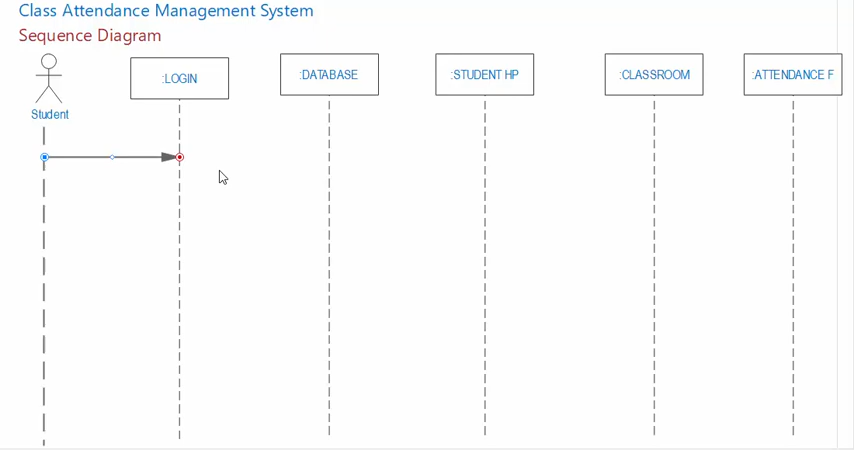 Class Attendance Management System
Sequence Diagram
:LOGIN
:DATABASE
:STUDENT HP
:CLASSROOM
:ATTENDANCE F
Student